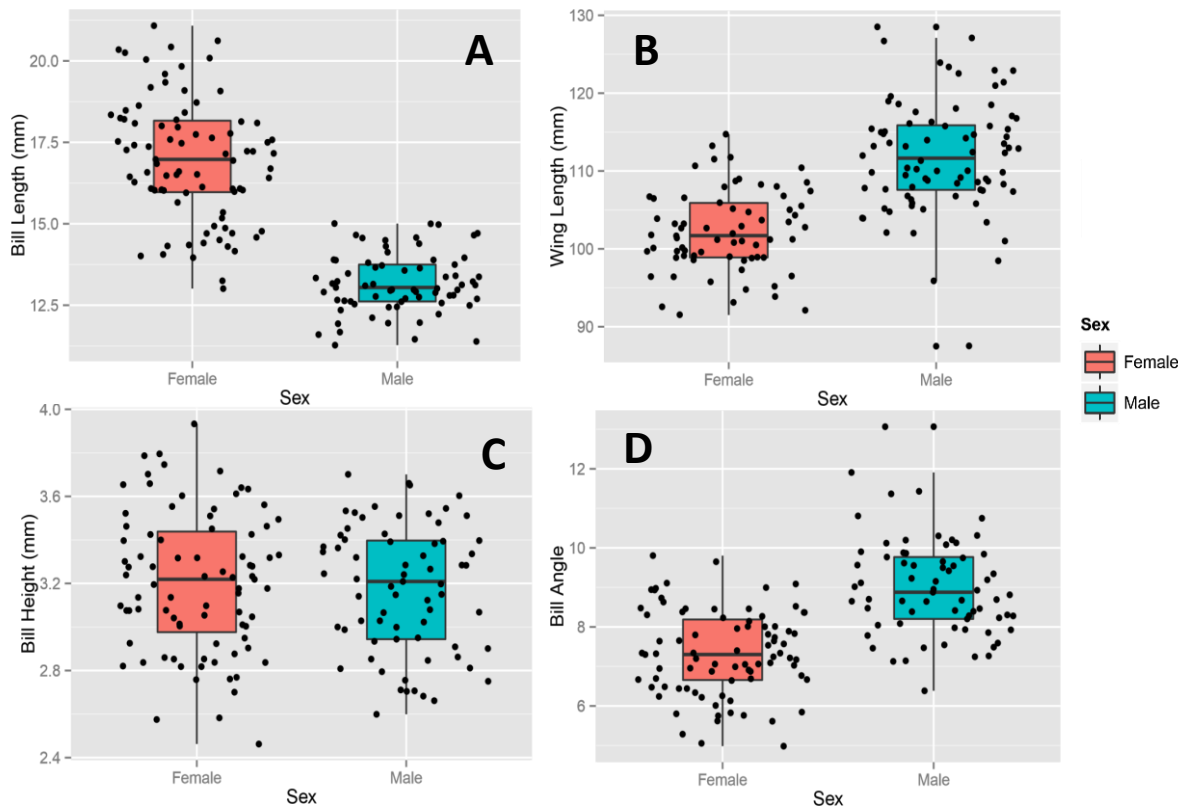 A
Bill Length (mm)
20.0
17.5
15.0
12.5
Female
Male
Sex
B
Wing Length (mm)
130
120
110
100
90
Female
Male
Sex
Sex
Female
Male
C
Bill Height (mm)
4.0
3.6
3.2
2.8
2.4
Female
Male
Sex
D
Bill Angle
12
10
8
6
Female
Male
Sex